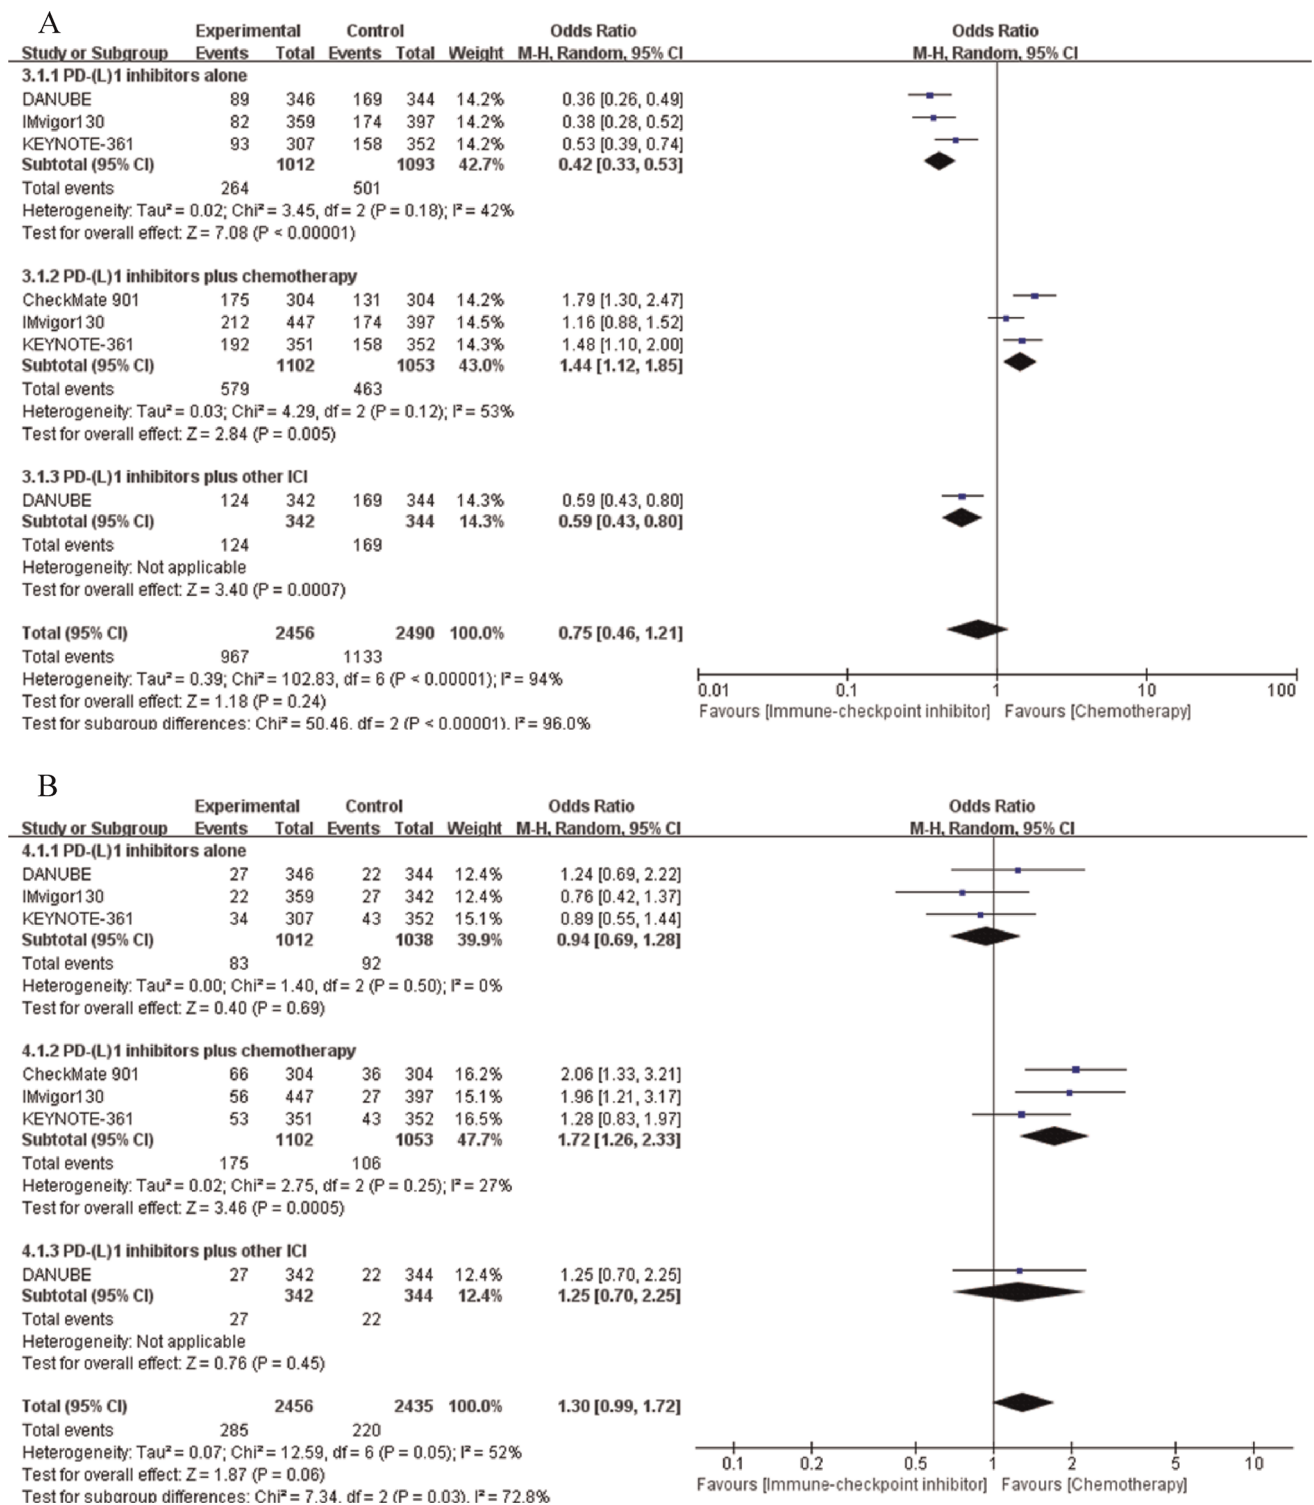 A
Experimental Control Odds Ratio Odds Ratio
Study or Subgroup Events Total Events Total Weight M-H, Random, 95% CI M-H, Random, 95% CI
3.1.1 PD-(L)1 inhibitors alone
DANUBE 89 346 169 344 14.2% 0.36 [0.26, 0.49]
IMvigor130 82 359 174 397 14.2% 0.38 [0.28, 0.52]
KEYNOTE-361 93 307 158 352 14.2% 0.53 [0.39, 0.74]
Subtotal (95% CI) 1012 1093 42.7% 0.42 [0.33, 0.53]
Total events 264 501
Heterogeneity: Tau² = 0.02; Chi² = 3.45, df = 2 (P = 0.18); I² = 42%
Test for overall effect: Z = 7.08 (P < 0.00001)
3.1.2 PD-(L)1 inhibitors plus chemotherapy
CheckMate 901 175 304 131 304 14.2% 1.79 [1.30, 2.47]
IMvigor130 212 447 174 397 14.5% 1.16 [0.88, 1.52]
KEYNOTE-361 192 351 158 352 14.3% 1.48 [1.10, 2.00]
Subtotal (95% CI) 1102 1053 43.0% 1.44 [1.12, 1.85]
Total events 579 463
Heterogeneity: Tau² = 0.03; Chi² = 4.29, df = 2 (P = 0.12); I² = 53%
Test for overall effect: Z = 2.84 (P = 0.005)
3.1.3 PD-(L)1 inhibitors plus other ICI
DANUBE 124 342 169 344 14.3% 0.59 [0.43, 0.80]
Subtotal (95% CI) 342 344 14.3% 0.59 [0.43, 0.80]
Total events 124 169
Heterogeneity: Not applicable
Test for overall effect: Z = 3.40 (P = 0.0007)
Total (95% CI) 2456 2490 100.0% 0.75 [0.46, 1.21]
Total events 967 1133
Heterogeneity: Tau² = 0.39; Chi² = 102.83, df = 6 (P < 0.00001); I² = 94%
Test for overall effect: Z = 1.18 (P = 0.24)
Test for subgroup differences: Chi² = 50.46, df = 2 (P < 0.00001), I² = 96.0%
0.01 0.1 1 10 100
Favours [Immune-checkpoint inhibitor] Favours [Chemotherapy]
B
Experimental Control Odds Ratio Odds Ratio
Study or Subgroup Events Total Events Total Weight M-H, Random, 95% CI M-H, Random, 95% CI
4.1.1 PD-(L)1 inhibitors alone
DANUBE 27 346 22 344 12.4% 1.24 [0.69, 2.22]
IMvigor130 22 359 27 342 12.4% 0.76 [0.42, 1.37]
KEYNOTE-361 34 307 43 352 15.1% 0.89 [0.55, 1.44]
Subtotal (95% CI) 1012 1038 39.9% 0.94 [0.69, 1.28]
Total events 83 92
Heterogeneity: Tau² = 0.00; Chi² = 1.40, df = 2 (P = 0.50); I² = 0%
Test for overall effect: Z = 0.40 (P = 0.69)
4.1.2 PD-(L)1 inhibitors plus chemotherapy
CheckMate 901 66 304 36 304 16.2% 2.06 [1.33, 3.21]
IMvigor130 56 447 27 397 15.1% 1.96 [1.21, 3.17]
KEYNOTE-361 53 351 43 352 16.5% 1.28 [0.83, 1.97]
Subtotal (95% CI) 1102 1053 47.7% 1.72 [1.26, 2.33]
Total events 175 106
Heterogeneity: Tau² = 0.02; Chi² = 2.75, df = 2 (P = 0.25); I² = 27%
Test for overall effect: Z = 3.46 (P = 0.0005)
4.1.3 PD-(L)1 inhibitors plus other ICI
DANUBE 27 342 22 344 12.4% 1.25 [0.70, 2.25]
Subtotal (95% CI) 342 344 12.4% 1.25 [0.70, 2.25]
Total events 27 22
Heterogeneity: Not applicable
Test for overall effect: Z = 0.76 (P = 0.45)
Total (95% CI) 2456 2435 100.0% 1.30 [0.99, 1.72]
Total events 285 220
Heterogeneity: Tau² = 0.07; Chi² = 12.59, df = 6 (P = 0.05); I² = 52%
Test for overall effect: Z = 1.87 (P = 0.06)
Test for subgroup differences: Chi² = 7.34, df = 2 (P = 0.03), I² = 72.8%
0.1 0.2 0.5 1 2 5 10
Favours [Immune-checkpoint inhibitor] Favours [Chemotherapy]